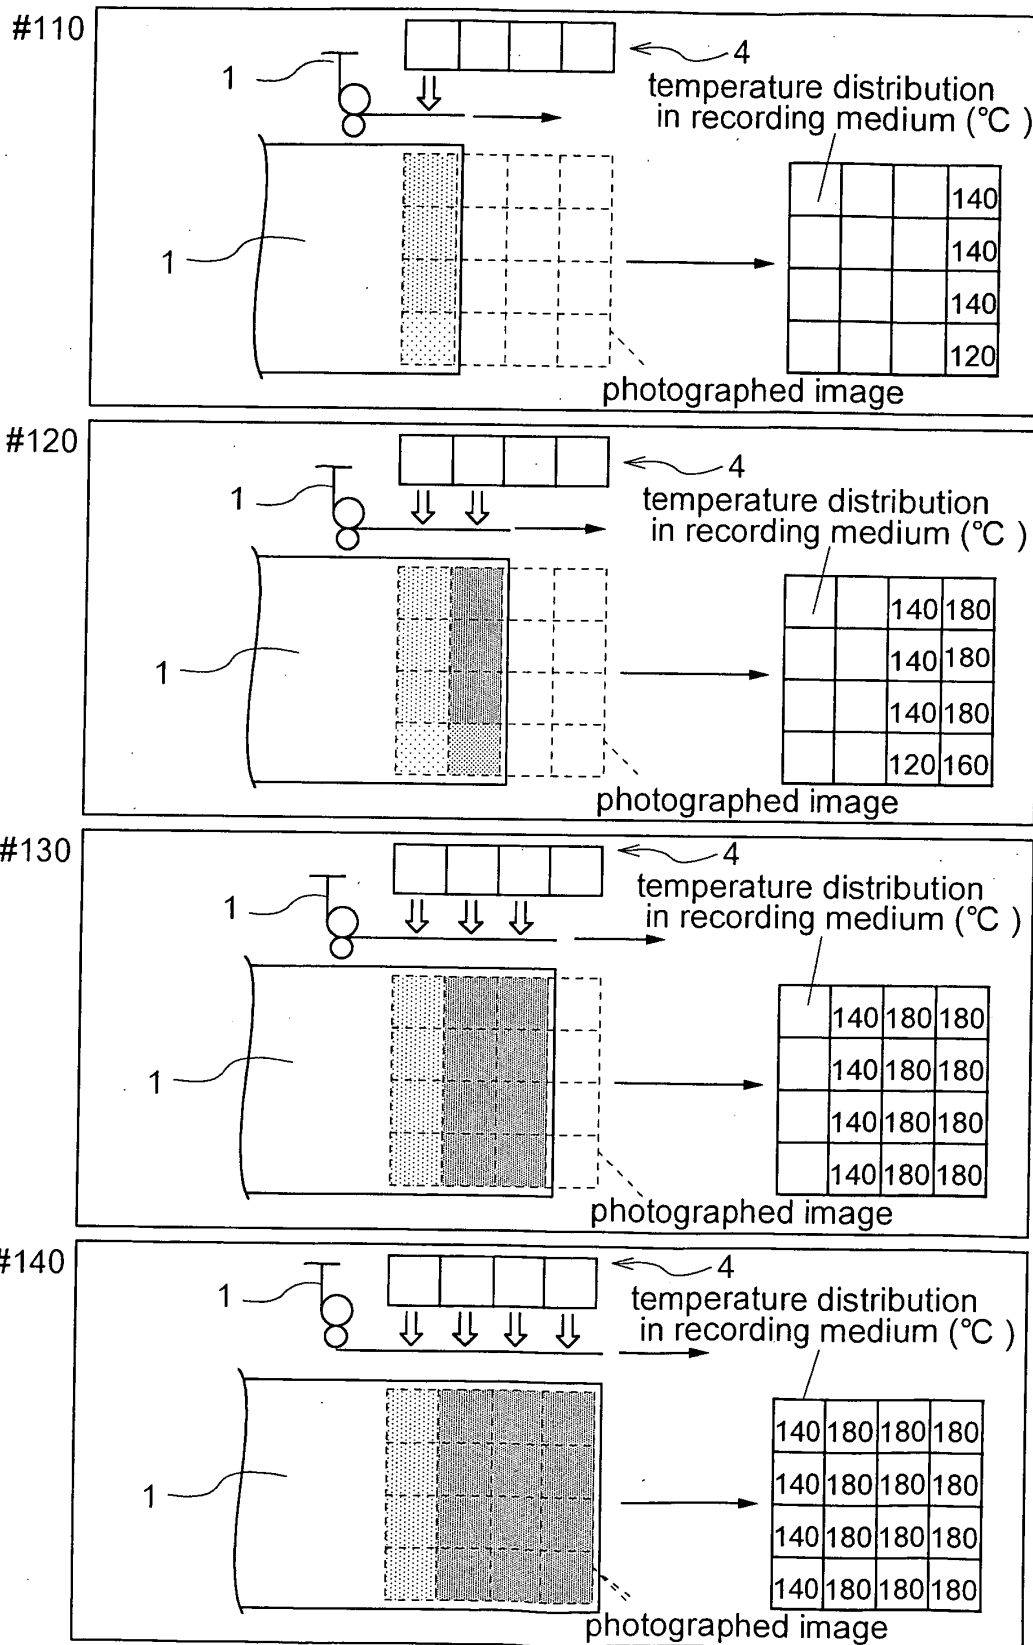 #110
1
4
temperature distribution
in recording medium (°C )
1
140
140
140
120
photographed image
#120
1
4
temperature distribution
in recording medium (°C )
1
140 180
140 180
140 180
120 160
photographed image
#130
1
4
temperature distribution
in recording medium (°C )
1
140 180 180
140 180 180
140 180 180
140 180 180
photographed image
#140
1
4
temperature distribution
in recording medium (°C )
1
140 180 180 180
140 180 180 180
140 180 180 180
140 180 180 180
photographed image